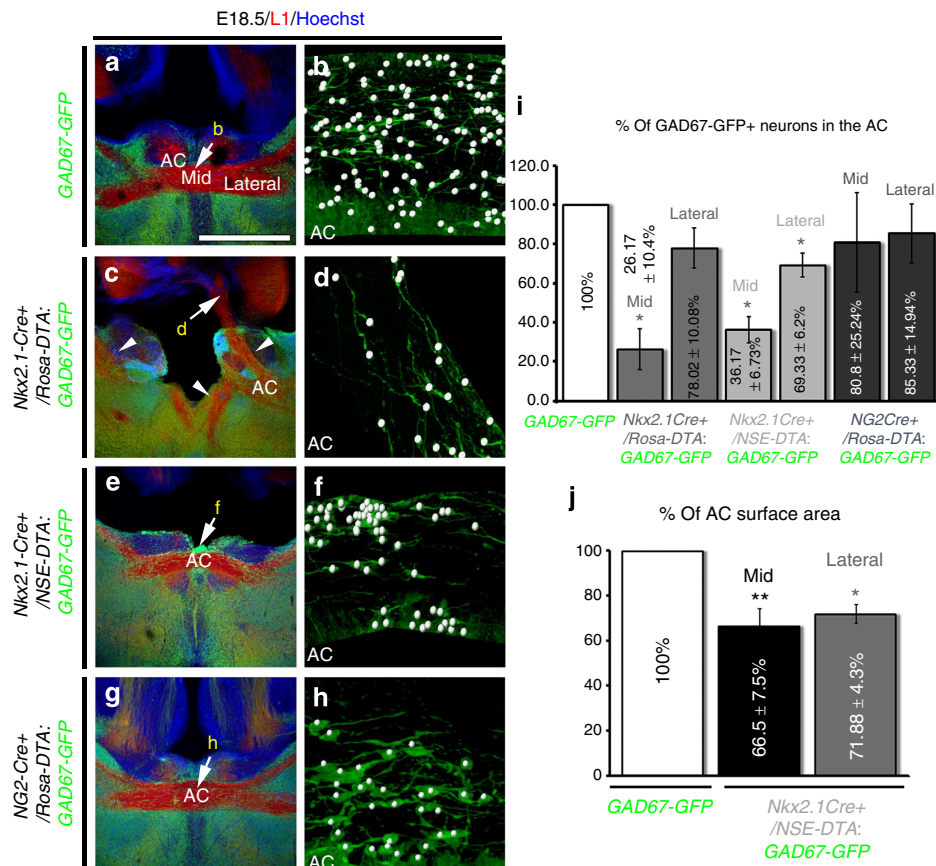 E18.5/L1/Hoechst
GAD67-GFP
a
b
AC
Mid
Lateral
b
AC
Nkx2.1-Cre+
/Rosa-DTA:
GAD67-GFP
c
d
AC
d
AC
Nkx2.1-Cre+
/NSE-DTA:
GAD67-GFP
e
f
AC
f
AC
NG2-Cre+
/Rosa-DTA:
GAD67-GFP
g
h
AC
h
AC
i
% Of GAD67-GFP+ neurons in the AC
120.0
100.0
80.0
60.0
40.0
20.0
0.0
100%
Mid
*
26.17
± 10.4%
Lateral
78.02 ± 10.08%
Mid
*
36.17
± 6.73%
Lateral
*
69.33 ± 6.2%
Mid
80.8 ± 25.24%
Lateral
85.33 ± 14.94%
GAD67-GFP
Nkx2.1Cre+
/Rosa-DTA:
GAD67-GFP
Nkx2.1Cre+
/NSE-DTA:
GAD67-GFP
NG2Cre+
/Rosa-DTA:
GAD67-GFP
j
% Of AC surface area
100
80
60
40
20
0
100%
Mid
**
66.5 ± 7.5%
Lateral
*
71.88 ± 4.3%
GAD67-GFP
Nkx2.1Cre+
/NSE-DTA:
GAD67-GFP